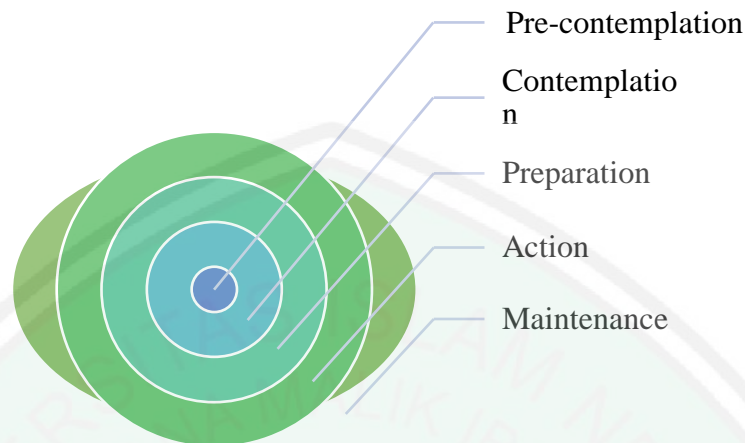 Pre-contemplation
Contemplatio
n
Preparation
Action
Maintenance